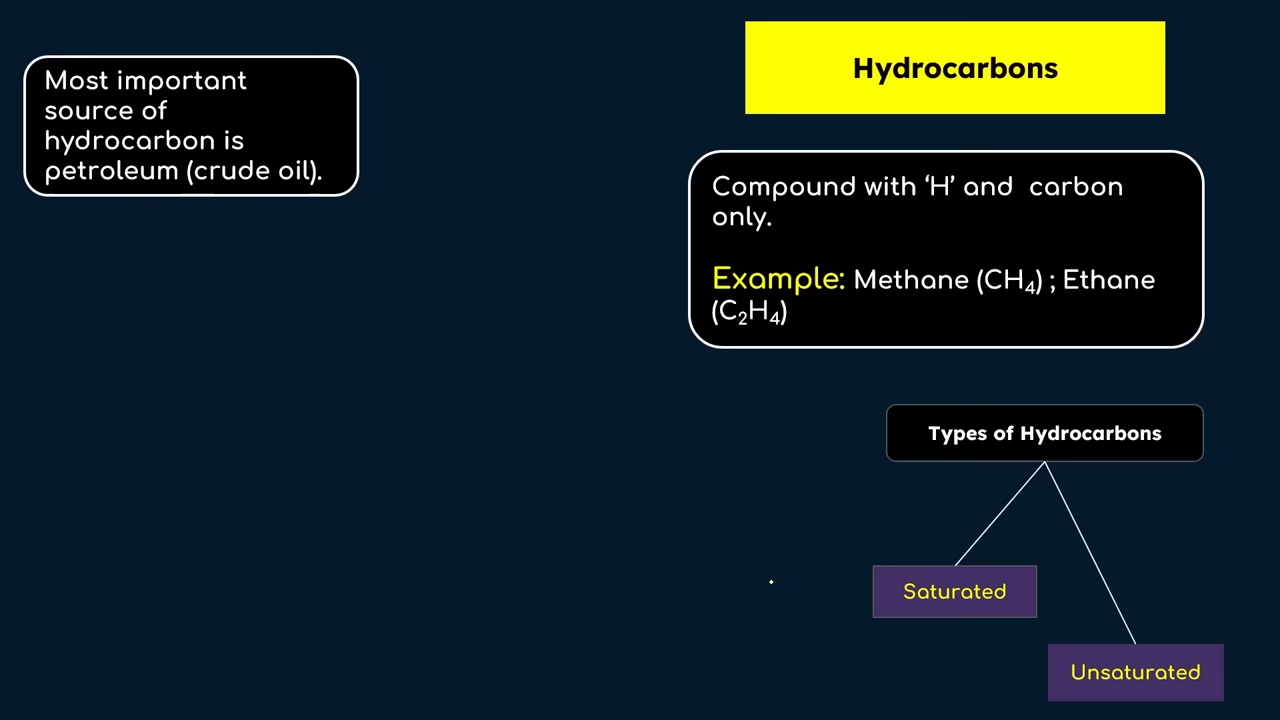 Most important
source of
hydrocarbon is
petroleum (crude oil).
Hydrocarbons
Compound with ‘H’ and  carbon
only.
Example: Methane (CH₄) ; Ethane
(C₂H₄)
Types of Hydrocarbons
Saturated
Unsaturated